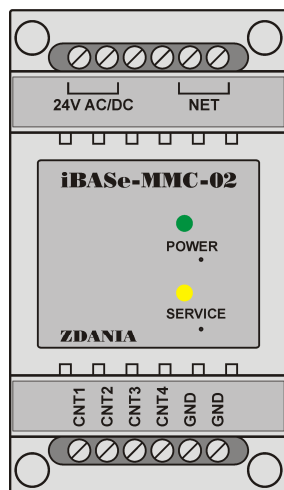 24V AC/DC NET
iBASe-MMC-02
POWER
SERVICE
ZDANIA
CNT1 CNT2 CNT3 CNT4 GND GND